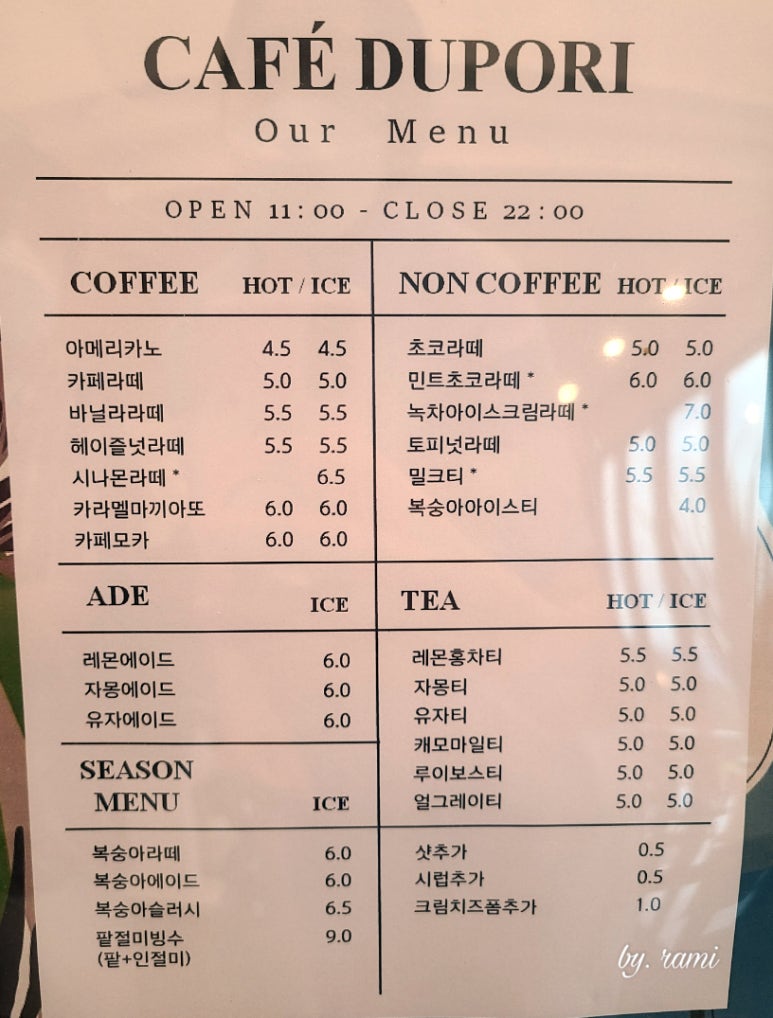 CAFÉ DUPORI
Our Menu
OPEN 11:00 - CLOSE 22:00
COFFEE HOT / ICE
아메리카노 4.5 4.5
카페라떼 5.0 5.0
바닐라라떼 5.5 5.5
헤이즐넛라떼 5.5 5.5
시나몬라떼 * 6.5
카라멜마끼아또 6.0 6.0
카페모카 6.0 6.0
NON COFFEE HOT / ICE
초코라떼 5.0 5.0
민트초코라떼 * 6.0 6.0
녹차아이스크림라떼 * 7.0
토피넛라떼 5.0 5.0
밀크티 * 5.5 5.5
복숭아아이스티 4.0
ADE ICE
레몬에이드 6.0
자몽에이드 6.0
유자에이드 6.0
TEA HOT / ICE
레몬홍차티 5.5 5.5
자몽티 5.0 5.0
유자티 5.0 5.0
캐모마일티 5.0 5.0
루이보스티 5.0 5.0
얼그레이티 5.0 5.0
SEASON
MENU ICE
복숭아라떼 6.0
복숭아에이드 6.0
복숭아슬러시 6.5
팥절미빙수 9.0
(팥+인절미)
샷추가 0.5
시럽추가 0.5
크림치즈폼추가 1.0
by. rami